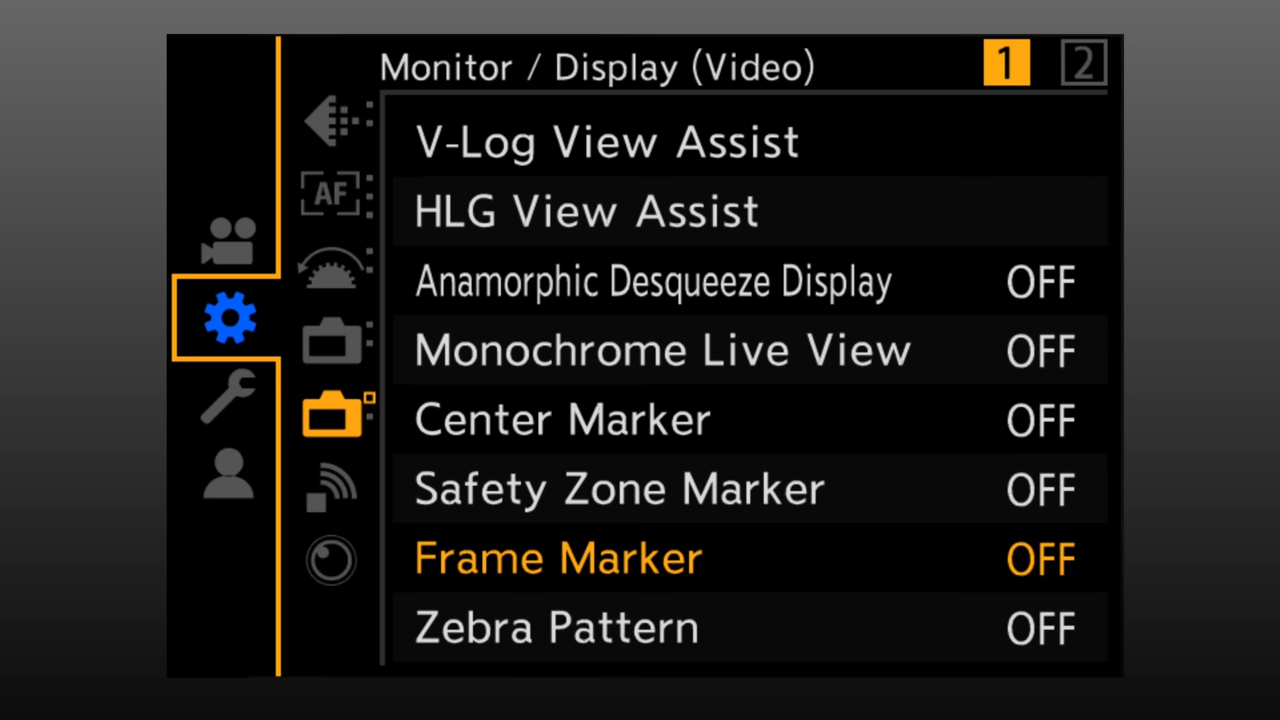 Monitor / Display (Video) 1 2
AF
V-Log View Assist
HLG View Assist
Anamorphic Desqueeze Display OFF
Monochrome Live View OFF
Center Marker OFF
Safety Zone Marker OFF
Frame Marker OFF
Zebra Pattern OFF